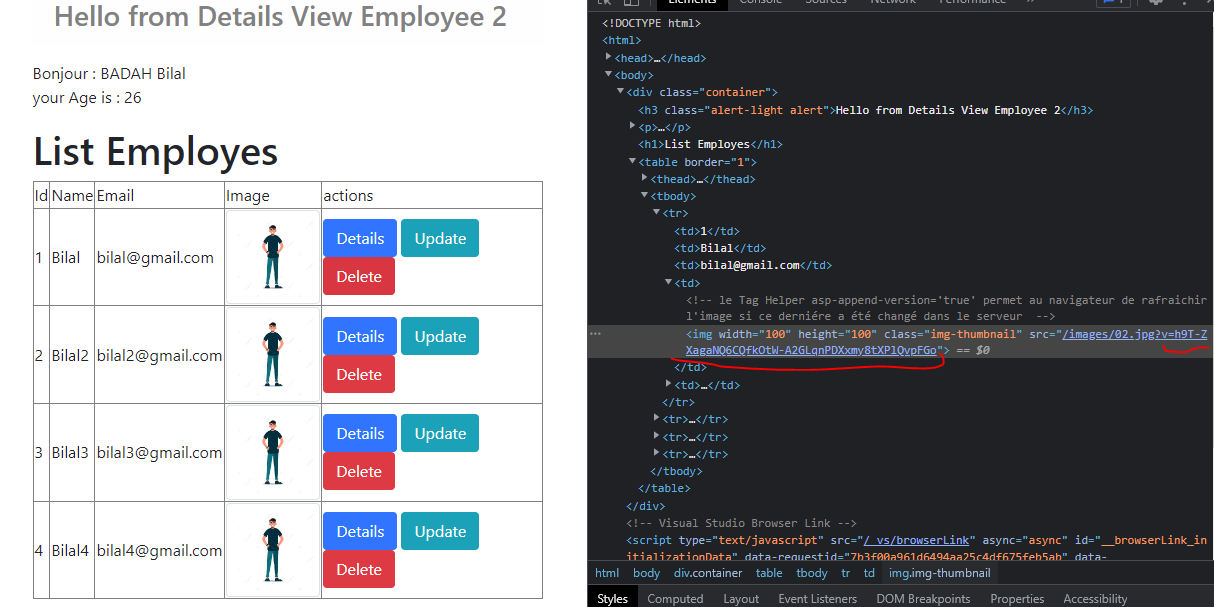 Hello from Details View Employee 2
Bonjour : BADAH Bilal
your Age is : 26
List Employes
Id Name Email Image actions
1 Bilal bilal@gmail.com Details Update
Delete
2 Bilal2 bilal2@gmail.com Details Update
Delete
3 Bilal3 bilal3@gmail.com Details Update
Delete
4 Bilal4 bilal4@gmail.com Details Update
Delete
Elements Console Sources Network Performance »
<!DOCTYPE html>
<html>
<head>…</head>
<body>
<div class="container">
<h3 class="alert-light alert">Hello from Details View Employee 2</h3>
<p>…</p>
<h1>List Employes</h1>
<table border="1">
<thead>…</thead>
<tbody>
<tr>
<td>1</td>
<td>Bilal</td>
<td>bilal@gmail.com</td>
<td>
<!-- le Tag Helper asp-append-version='true' permet au navigateur de rafraichir
l'image si ce derniére a été changé dans le serveur -->
<img width="100" height="100" class="img-thumbnail" src="/images/02.jpg?v=h9T-Z
XagaNQ6CQfkOtW-A2GLqnPDXxmy8tXPlQvpFGo"> == $0
</td>
<td>…</td>
</tr>
<tr>…</tr>
<tr>…</tr>
<tr>…</tr>
</tbody>
</table>
</div>
<!-- Visual Studio Browser Link -->
<script type="text/javascript" src="/_vs/browserLink" async="async" id="__browserLink_in
itializationData" data-requestid="7b3f00a961d6494aa25c4df675feb5ab" data-
html body div.container table tbody tr td img.img-thumbnail
Styles Computed Layout Event Listeners DOM Breakpoints Properties Accessibility